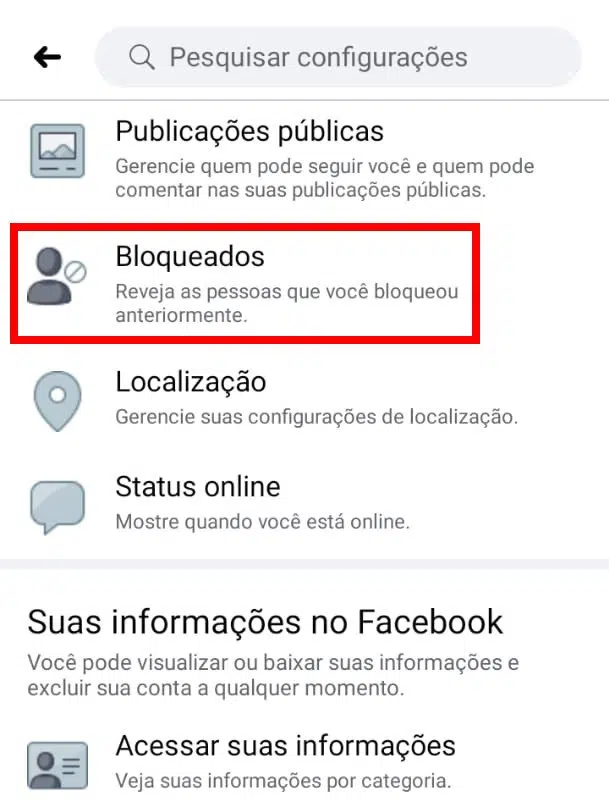 Pesquisar configurações
Publicações públicas
Gerencie quem pode seguir você e quem pode
comentar nas suas publicações públicas.
Bloqueados
Reveja as pessoas que você bloqueou
anteriormente.
Localização
Gerencie suas configurações de localização.
Status online
Mostre quando você está online.
Suas informações no Facebook
Você pode visualizar ou baixar suas informações e
excluir sua conta a qualquer momento.
Acessar suas informações
Veja suas informações por categoria.